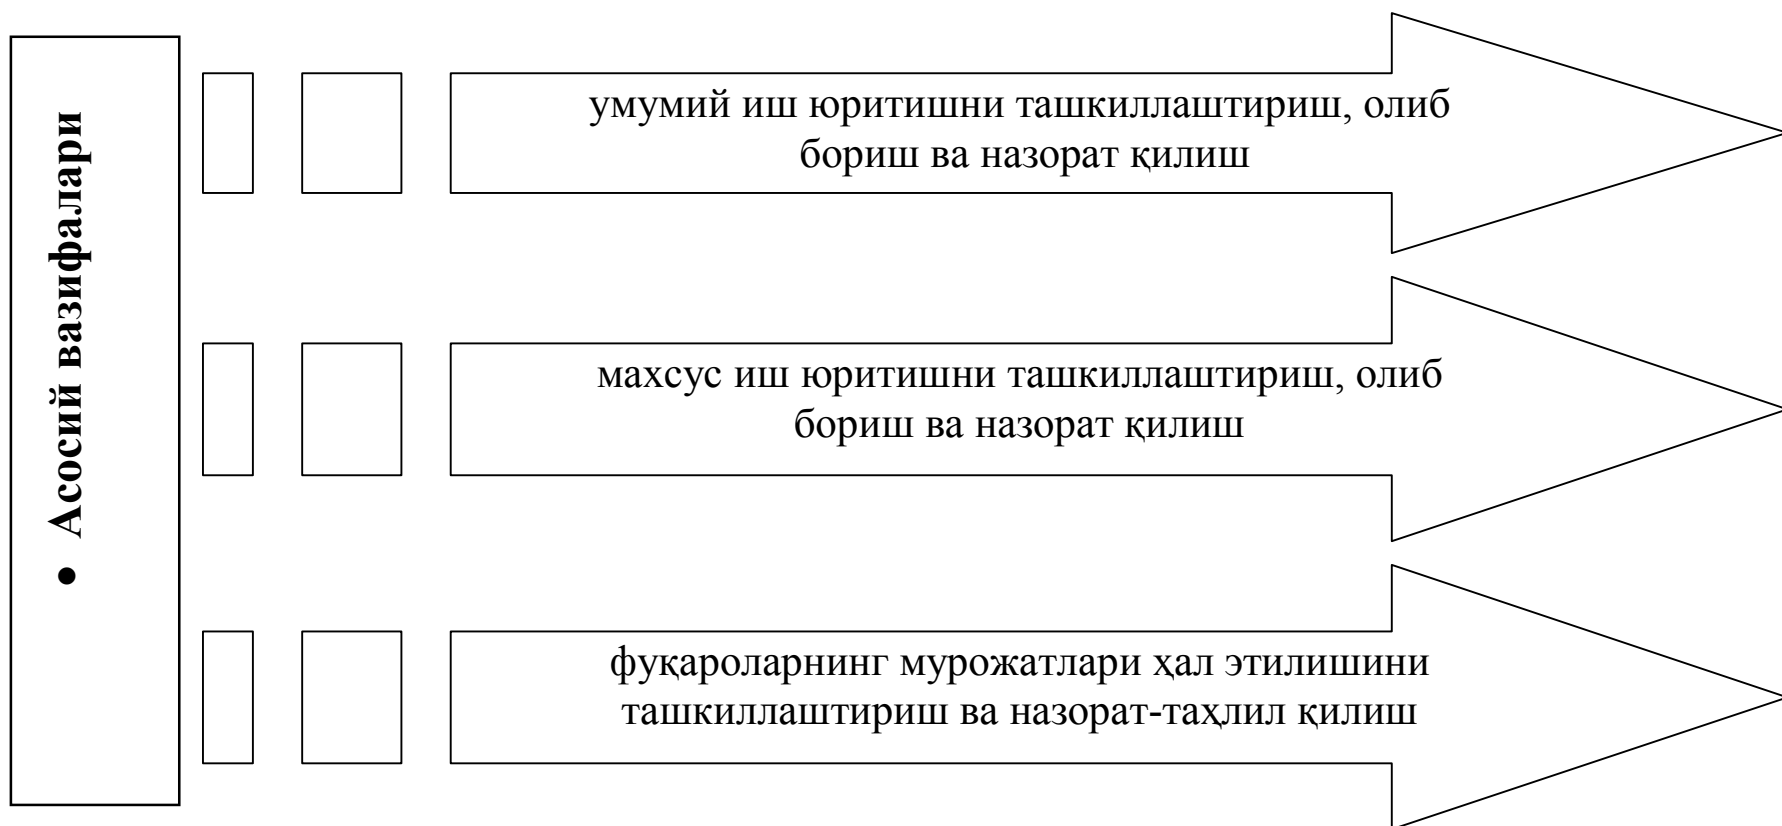 • Асосий вазифалари
умумий иш юритишни ташкиллаштириш, олиб
бориш ва назорат қилиш
махсус иш юритишни ташкиллаштириш, олиб
бориш ва назорат қилиш
фуқароларнинг мурожатлари ҳал этилишини
ташкиллаштириш ва назорат-таҳлил қилиш